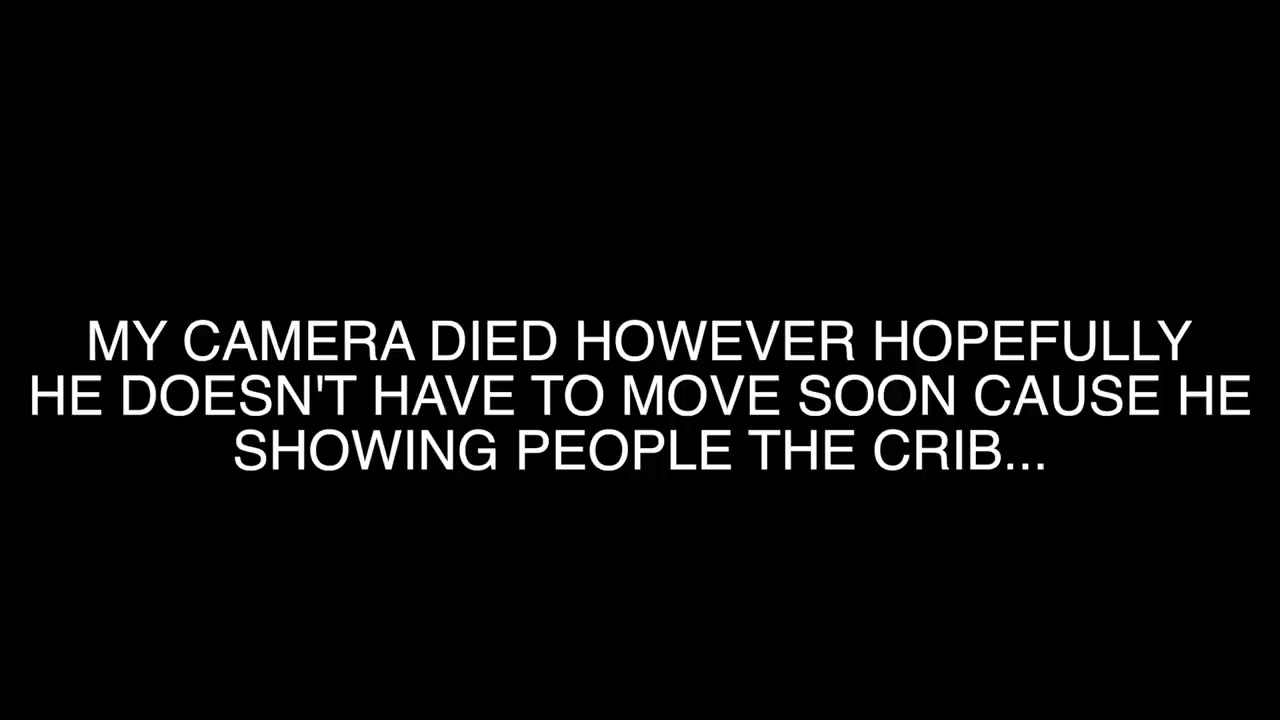 MY CAMERA DIED HOWEVER HOPEFULLY
HE DOESN'T HAVE TO MOVE SOON CAUSE HE
SHOWING PEOPLE THE CRIB...